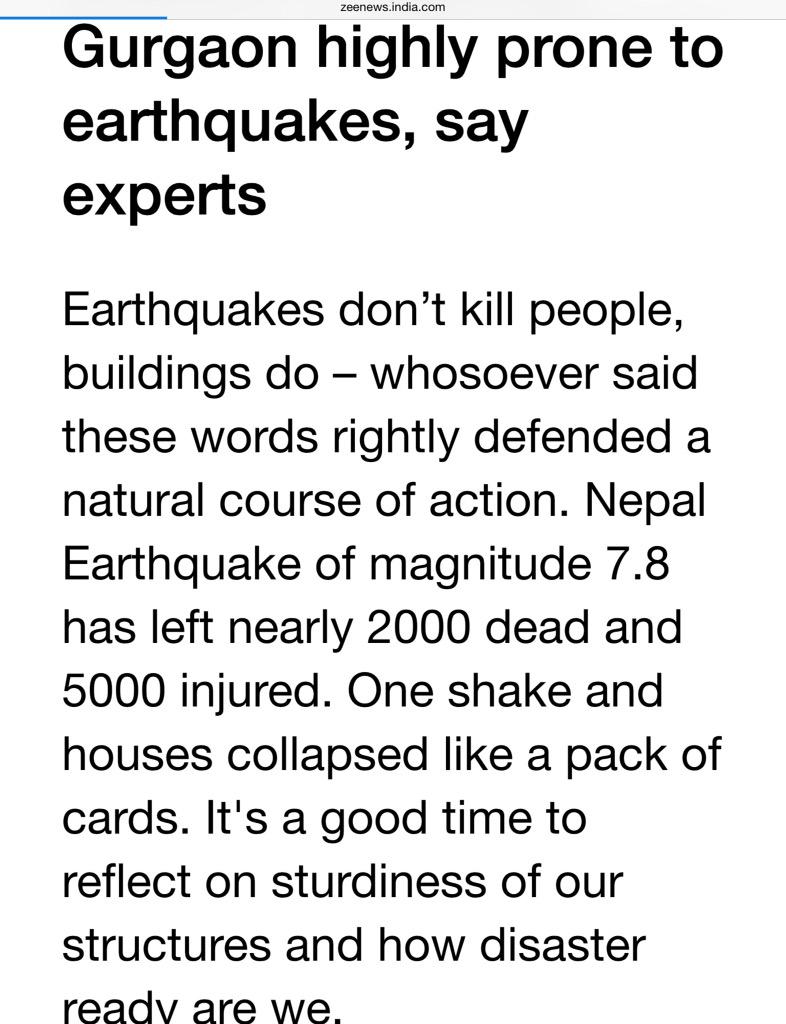 zeenews.india.com
Gurgaon highly prone to
earthquakes, say
experts
Earthquakes don’t kill people,
buildings do – whosoever said
these words rightly defended a
natural course of action. Nepal
Earthquake of magnitude 7.8
has left nearly 2000 dead and
5000 injured. One shake and
houses collapsed like a pack of
cards. It's a good time to
reflect on sturdiness of our
structures and how disaster
ready are we.